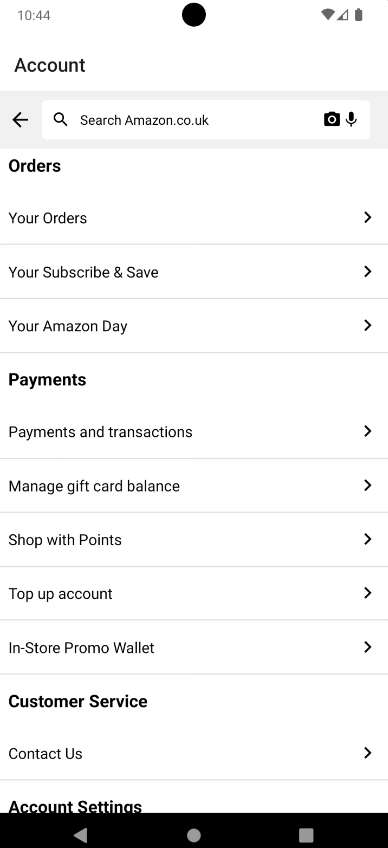 10:44
Account
Search Amazon.co.uk
Orders
Your Orders
Your Subscribe & Save
Your Amazon Day
Payments
Payments and transactions
Manage gift card balance
Shop with Points
Top up account
In-Store Promo Wallet
Customer Service
Contact Us
Account Settings